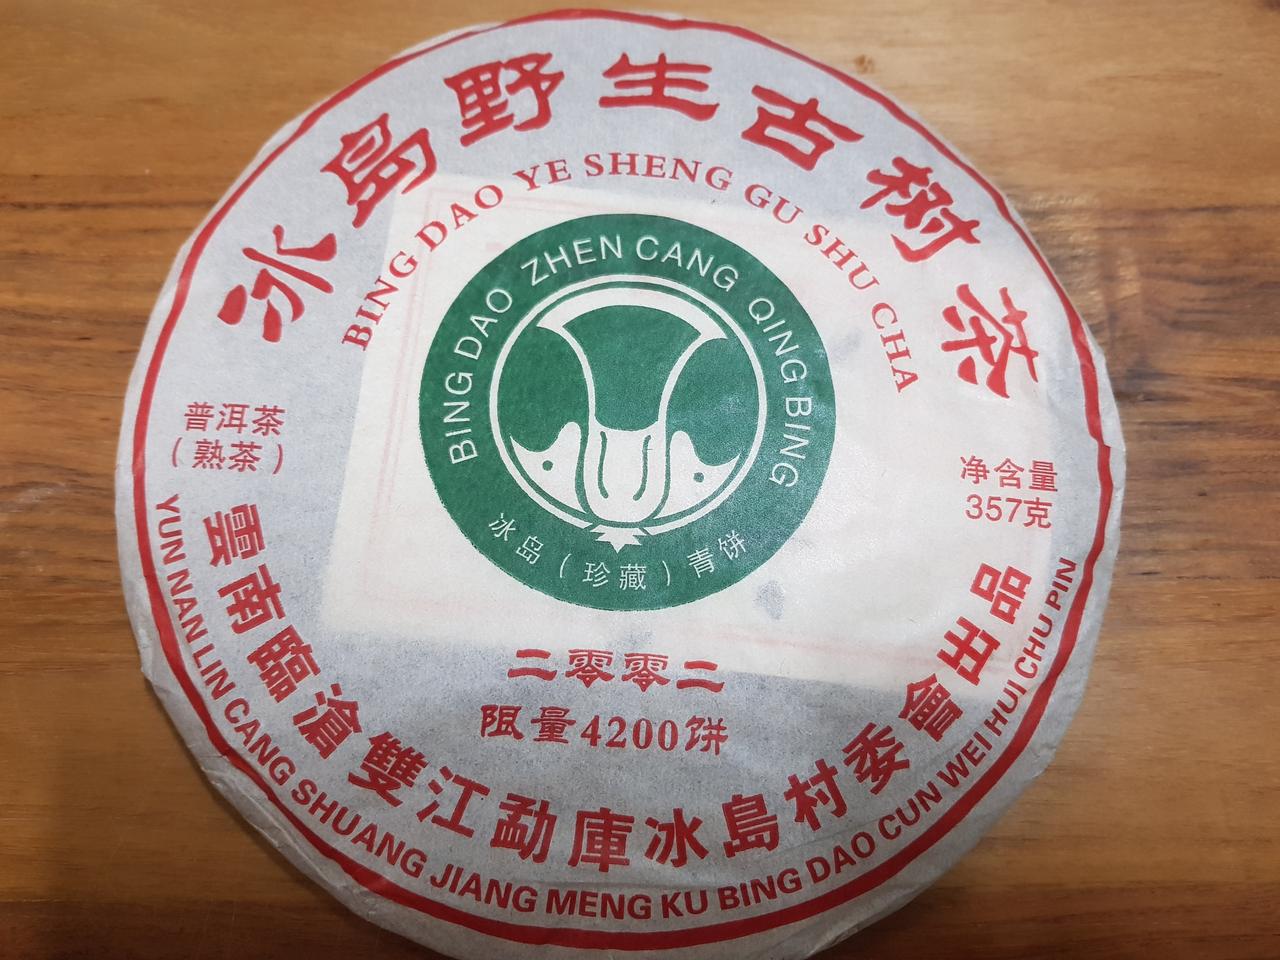 冰岛野生古树茶
BING DAO YE SHENG GU SHU CHA
BING DAO ZHEN CANG QING BING
冰岛（珍藏）青饼
普洱茶
（熟茶）
净含量
357克
二零零二
限量4200饼
雲南臨滄雙江勐庫冰島村委會出品
YUN NAN LIN CANG SHUANG JIANG MENG KU BING DAO CUN WEI HUI CHU PIN